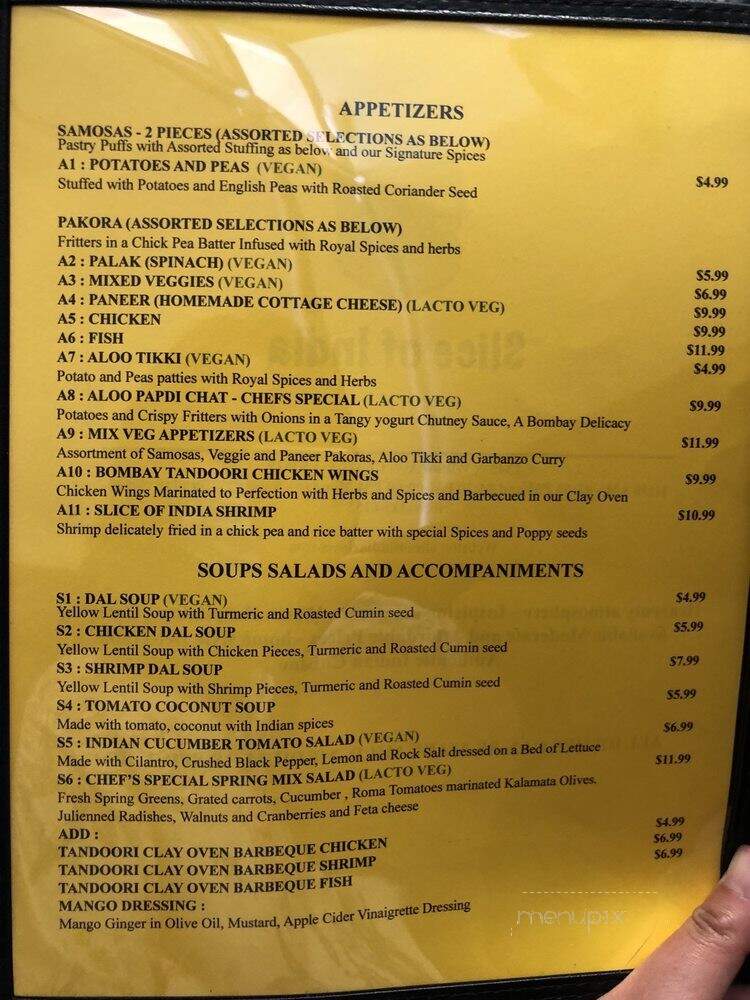 APPETIZERS
SAMOSAS - 2 PIECES (ASSORTED SELECTIONS AS BELOW)
Pastry Puffs with Assorted Stuffing as below and our Signature Spices
A1 : POTATOES AND PEAS (VEGAN) $4.99
Stuffed with Potatoes and English Peas with Roasted Coriander Seed
PAKORA (ASSORTED SELECTIONS AS BELOW)
Fritters in a Chick Pea Batter Infused with Royal Spices and herbs
A2 : PALAK (SPINACH) (VEGAN) $5.99
A3 : MIXED VEGGIES (VEGAN) $6.99
A4 : PANEER (HOMEMADE COTTAGE CHEESE) (LACTO VEG) $9.99
A5 : CHICKEN $9.99
A6 : FISH $11.99
A7 : ALOO TIKKI (VEGAN) $4.99
Potato and Peas patties with Royal Spices and Herbs
A8 : ALOO PAPDI CHAT - CHEFS SPECIAL (LACTO VEG) $9.99
Potatoes and Crispy Fritters with Onions in a Tangy yogurt Chutney Sauce, A Bombay Delicacy
A9 : MIX VEG APPETIZERS (LACTO VEG) $11.99
Assortment of Samosas, Veggie and Paneer Pakoras, Aloo Tikki and Garbanzo Curry
A10 : BOMBAY TANDOORI CHICKEN WINGS $9.99
Chicken Wings Marinated to Perfection with Herbs and Spices and Barbecued in our Clay Oven
A11 : SLICE OF INDIA SHRIMP $10.99
Shrimp delicately fried in a chick pea and rice batter with special Spices and Poppy seeds
SOUPS SALADS AND ACCOMPANIMENTS
S1 : DAL SOUP (VEGAN) $4.99
Yellow Lentil Soup with Turmeric and Roasted Cumin seed
S2 : CHICKEN DAL SOUP $5.99
Yellow Lentil Soup with Chicken Pieces, Turmeric and Roasted Cumin seed
S3 : SHRIMP DAL SOUP $7.99
Yellow Lentil Soup with Shrimp Pieces, Turmeric and Roasted Cumin seed
S4 : TOMATO COCONUT SOUP $5.99
Made with tomato, coconut with Indian spices
S5 : INDIAN CUCUMBER TOMATO SALAD (VEGAN) $6.99
Made with Cilantro, Crushed Black Pepper, Lemon and Rock Salt dressed on a Bed of Lettuce
S6 : CHEF'S SPECIAL SPRING MIX SALAD (LACTO VEG) $11.99
Fresh Spring Greens, Grated carrots, Cucumber , Roma Tomatoes marinated Kalamata Olives.
Julienned Radishes, Walnuts and Cranberries and Feta cheese
ADD :
TANDOORI CLAY OVEN BARBEQUE CHICKEN $4.99
TANDOORI CLAY OVEN BARBEQUE SHRIMP $6.99
TANDOORI CLAY OVEN BARBEQUE FISH $6.99
MANGO DRESSING :
Mango Ginger in Olive Oil, Mustard, Apple Cider Vinaigrette Dressing
menupix